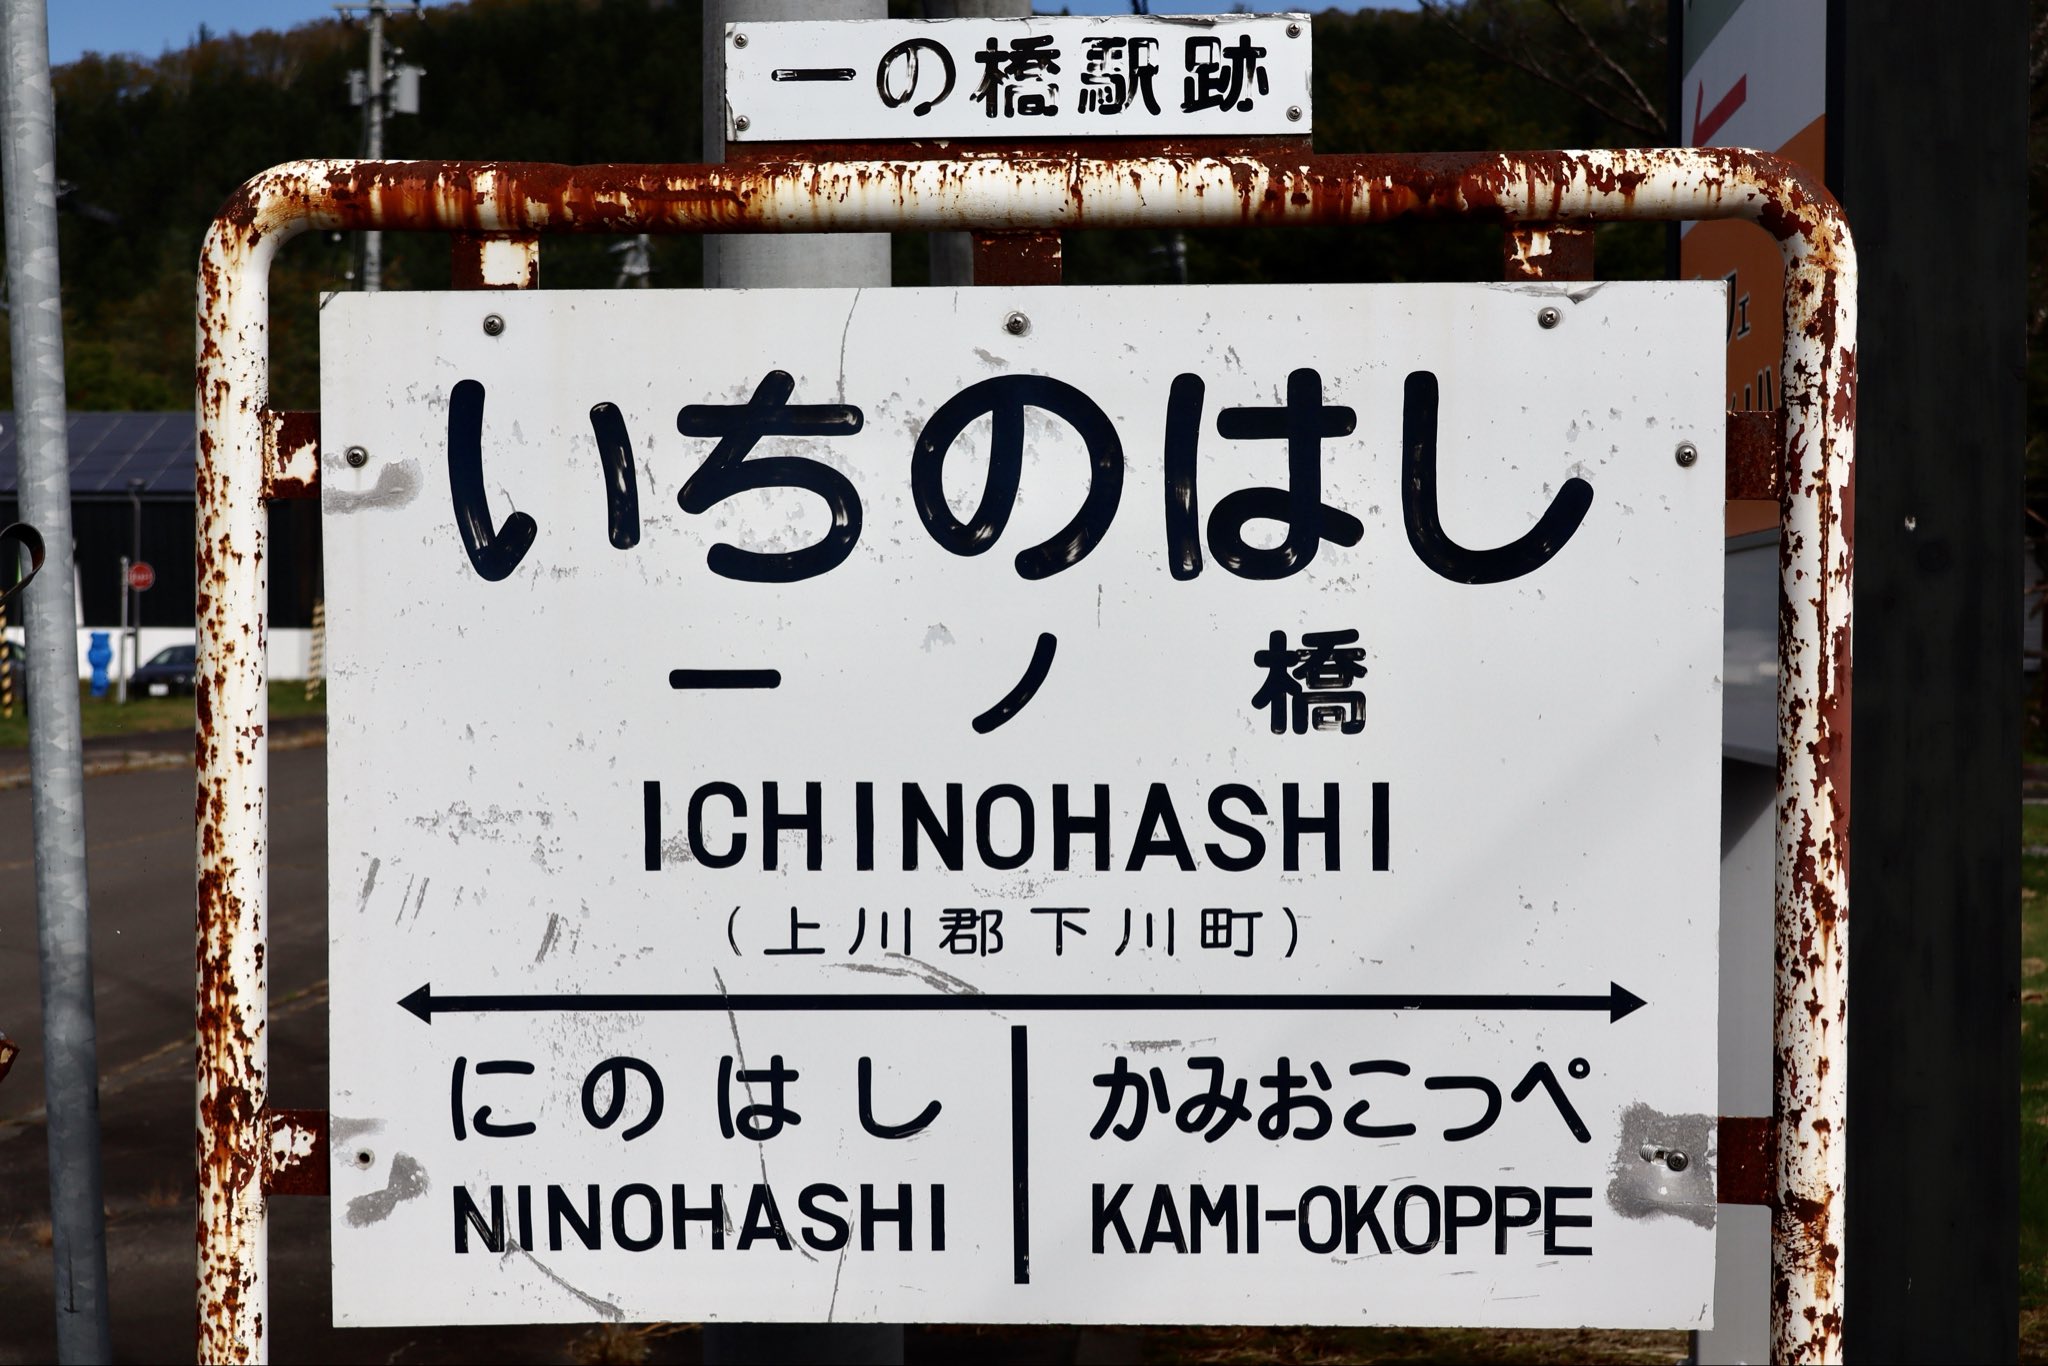 一の橋駅跡
いちのはし
一ノ橋
ICHINOHASHI
(上川郡下川町)
にのはし
NINOHASHI
かみおこっぺ
KAMI-OKOPPE